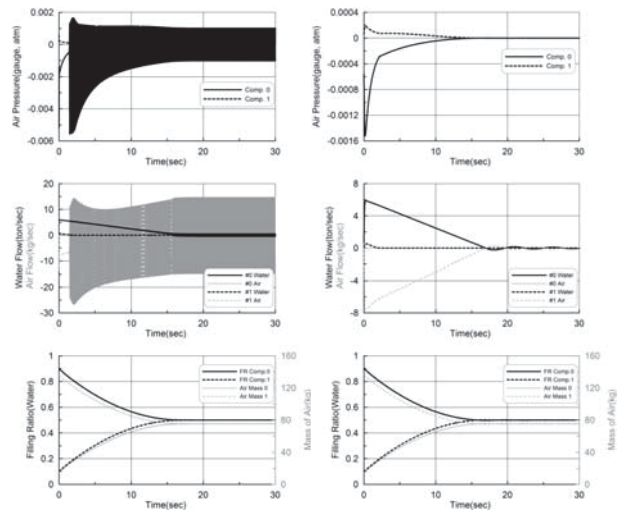 0.002
0
-0.002
-0.004
-0.006
Air Pressure(gauge, atm)
Comp. 0
Comp. 1
0 10 20 30
Time(sec)
0.0004
0
-0.0004
-0.0008
-0.0012
-0.0016
Air Pressure(gauge, atm)
Comp. 0
Comp. 1
0 10 20 30
Time(sec)
20
10
0
-10
-20
-30
Water Flow(ton/sec)
Air Flow(kg/sec)
#0 Water
#0 Air
#1 Water
#1 Air
0 10 20 30
Time(sec)
8
4
0
-4
-8
Water Flow(ton/sec)
Air Flow(kg/sec)
#0 Water
#0 Air
#1 Water
#1 Air
0 10 20 30
Time(sec)
1
0.8
0.6
0.4
0.2
0
Filling Ratio(Water)
FR Comp:0
FR Comp:1
Air Mass 0
Air Mass 1
160
120
80
40
0
Mass of Air(kg)
0 10 20 30
Time(sec)
1
0.8
0.6
0.4
0.2
0
Filling Ratio(Water)
FR Comp:0
FR Comp:1
Air Mass 0
Air Mass 1
160
120
80
40
0
Mass of Air(kg)
0 10 20 30
Time(sec)